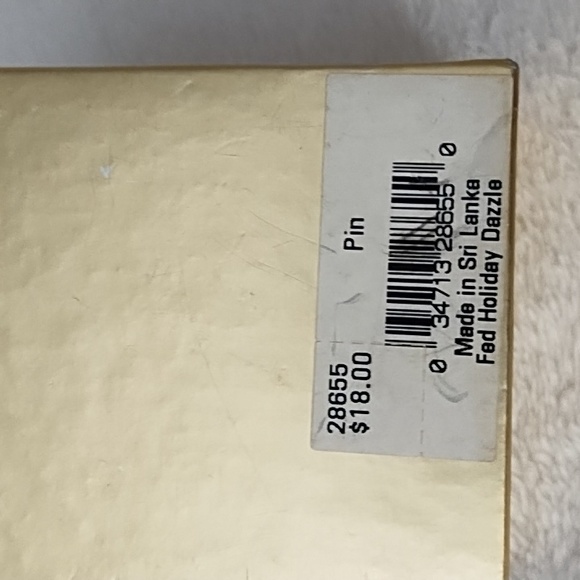 28655
$18.00 Pin
0 34713 28655 0
Made in Sri Lanka
Fed Holiday Dazzle